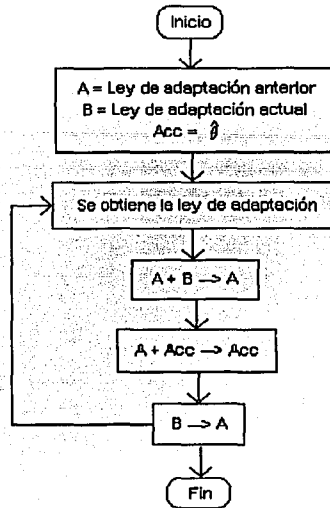 Inicio
A = Ley de adaptación anterior
B = Ley de adaptación actual
Acc = θ̂
Se obtiene la ley de adaptación
A + B —> A
A + Acc —> Acc
B —> A
Fin